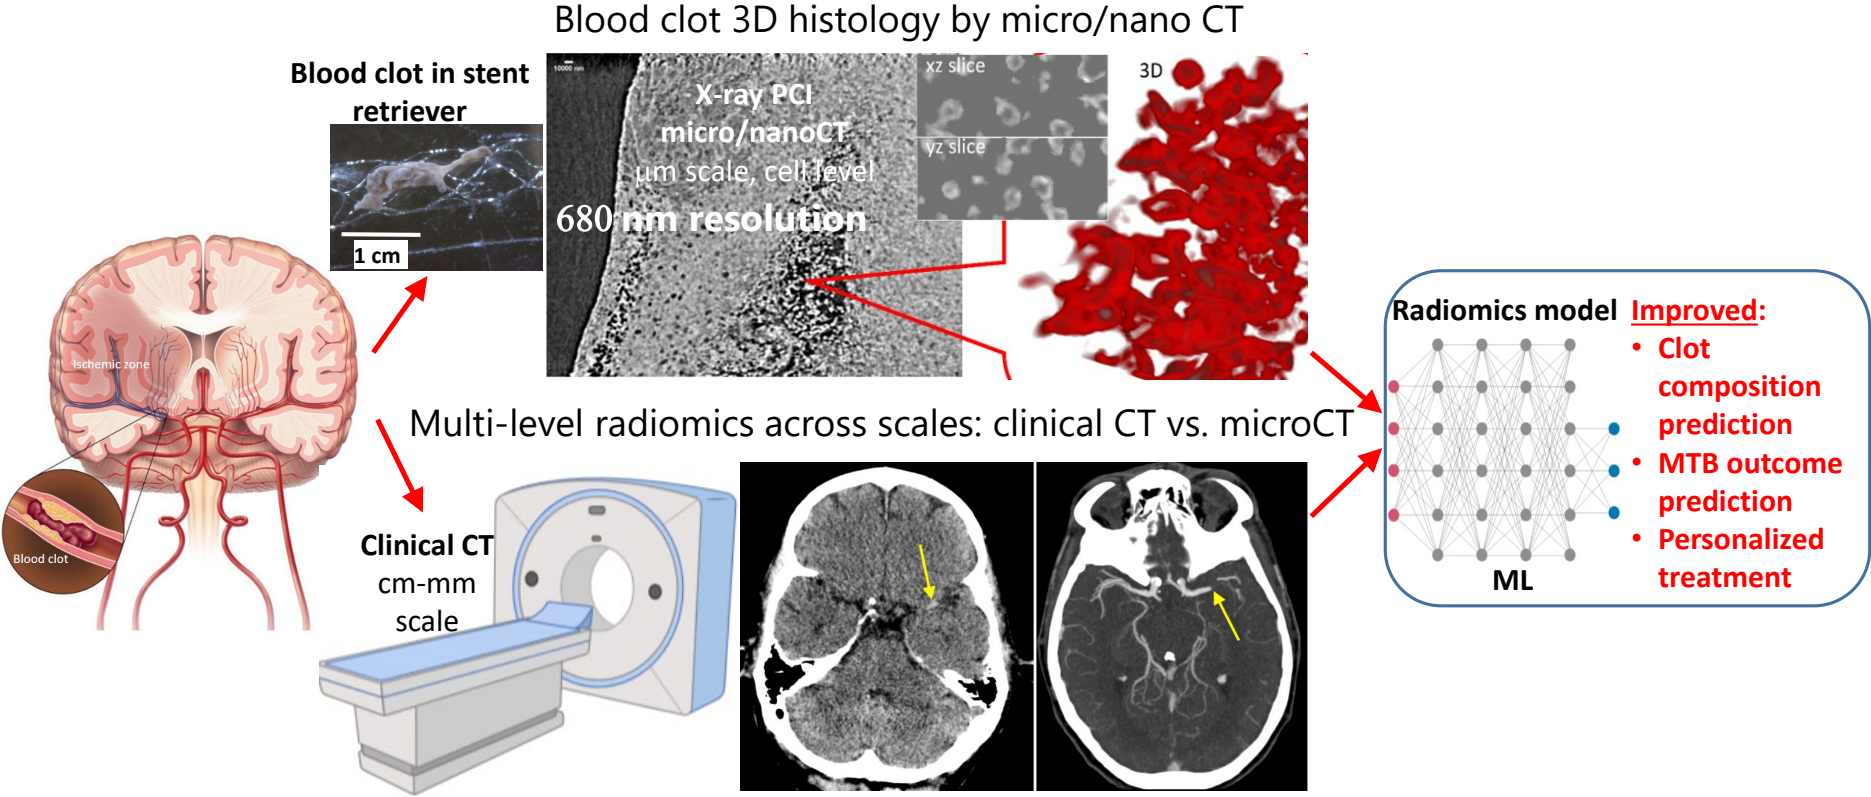 Blood clot 3D histology by micro/nano CT
Blood clot in stent
retriever
1 cm
10000 nm
X-ray PCI
micro/nanoCT
µm scale, cell level
680 nm resolution
xz slice
yz slice
3D
Ischemic zone
Blood clot
Multi-level radiomics across scales: clinical CT vs. microCT
Clinical CT
cm-mm
scale
Radiomics model
ML
Improved:
• Clot
composition
prediction
• MTB outcome
prediction
• Personalized
treatment